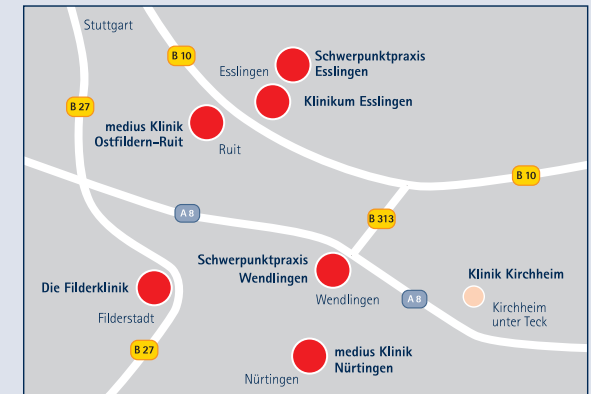 Stuttgart
B 10
Schwerpunktpraxis
Esslingen
Esslingen
Klinikum Esslingen
B 27
medius Klinik
Ostfildern-Ruit
Ruit
B 10
A 8
B 313
Schwerpunktpraxis
Wendlingen
Wendlingen
Klinik Kirchheim
Kirchheim
unter Teck
A 8
Die Filderklinik
Filderstadt
B 27
medius Klinik
Nürtingen
Nürtingen